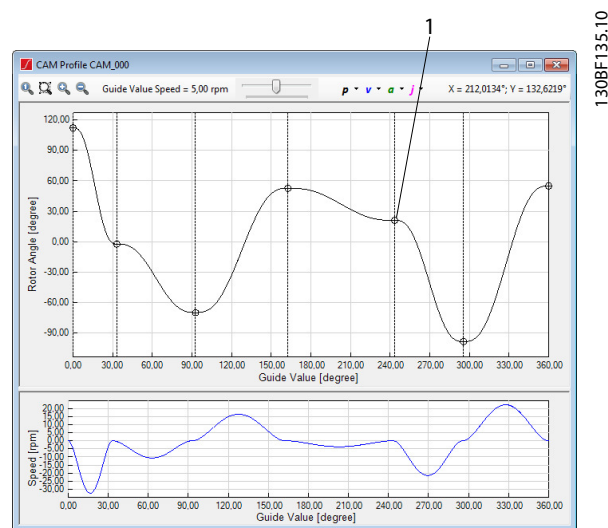 1
130BF135.10
CAM Profile CAM_000
Guide Value Speed = 5,00 rpm
p v a j
X = 212,0134°; Y = 132,6219°
120,00
90,00
60,00
30,00
0,00
-30,00
-60,00
-90,00
Rotor Angle [degree]
0,00 30,00 60,00 90,00 120,00 150,00 180,00 210,00 240,00 270,00 300,00 330,00 360,00
Guide Value [degree]
20,00
15,00
10,00
5,00
0,00
-5,00
-10,00
-15,00
-20,00
-25,00
-30,00
Speed [rpm]
0,00 30,00 60,00 90,00 120,00 150,00 180,00 210,00 240,00 270,00 300,00 330,00 360,00
Guide Value [degree]